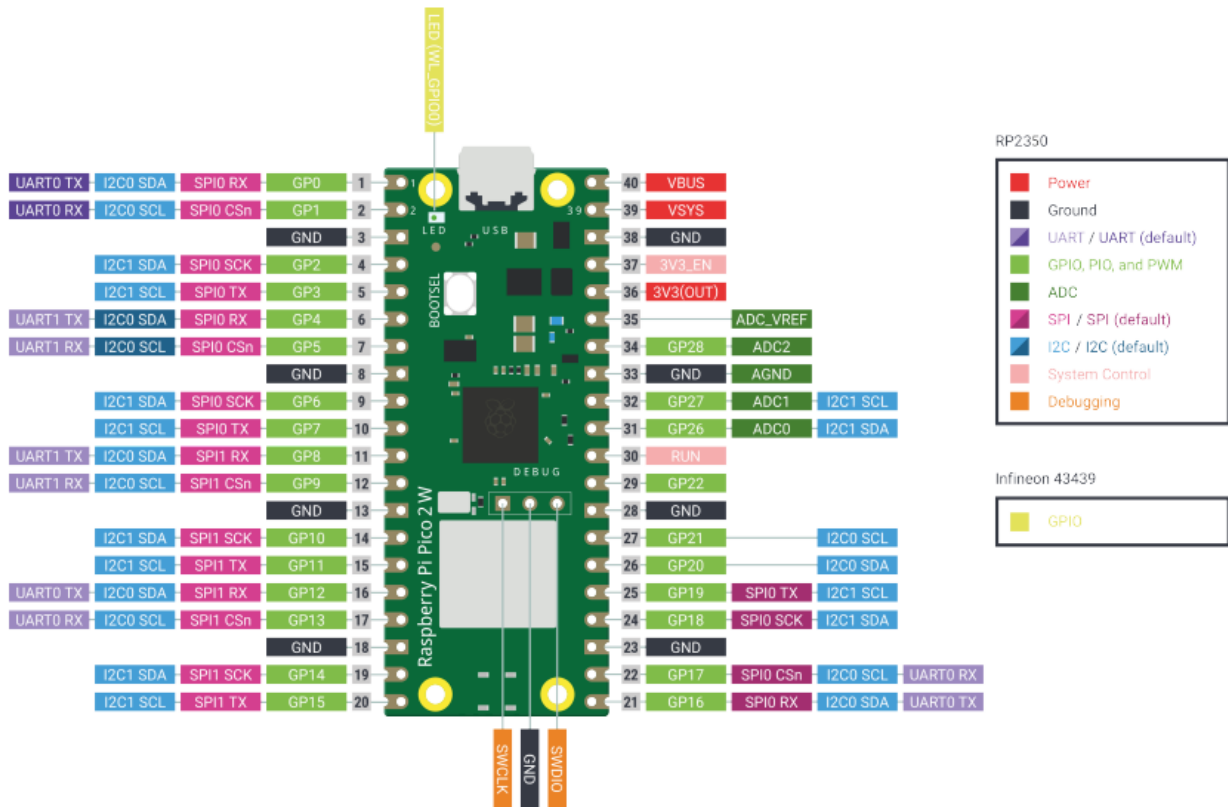 LED (WL_GPIO0)
UART0 TX I2C0 SDA SPI0 RX GP0 1 1 40 VBUS
UART0 RX I2C0 SCL SPI0 CSn GP1 2 2 39 39 VSYS
LED USB
GND 3 38 GND
I2C1 SDA SPI0 SCK GP2 4 37 3V3_EN
I2C1 SCL SPI0 TX GP3 5 36 3V3(OUT)
BOOTSEL
UART1 TX I2C0 SDA SPI0 RX GP4 6 35 ADC_VREF
UART1 RX I2C0 SCL SPI0 CSn GP5 7 34 GP28 ADC2
GND 8 33 GND AGND
I2C1 SDA SPI0 SCK GP6 9 32 GP27 ADC1 I2C1 SCL
I2C1 SCL SPI0 TX GP7 10 31 GP26 ADC0 I2C1 SDA
UART1 TX I2C0 SDA SPI1 RX GP8 11 30 RUN
DEBUG
UART1 RX I2C0 SCL SPI1 CSn GP9 12 29 GP22
GND 13 28 GND
I2C1 SDA SPI1 SCK GP10 14 27 GP21 I2C0 SCL
I2C1 SCL SPI1 TX GP11 15 26 GP20 I2C0 SDA
UART0 TX I2C0 SDA SPI1 RX GP12 16 25 GP19 SPI0 TX I2C1 SCL
UART0 RX I2C0 SCL SPI1 CSn GP13 17 24 GP18 SPI0 SCK I2C1 SDA
GND 18 23 GND
I2C1 SDA SPI1 SCK GP14 19 22 GP17 SPI0 CSn I2C0 SCL UART0 RX
I2C1 SCL SPI1 TX GP15 20 21 GP16 SPI0 RX I2C0 SDA UART0 TX
Raspberry Pi Pico 2 W
SWCLK
GND
SWDIO
RP2350
Power
Ground
UART / UART (default)
GPIO, PIO, and PWM
ADC
SPI / SPI (default)
I2C / I2C (default)
System Control
Debugging
Infineon 43439
GPIO